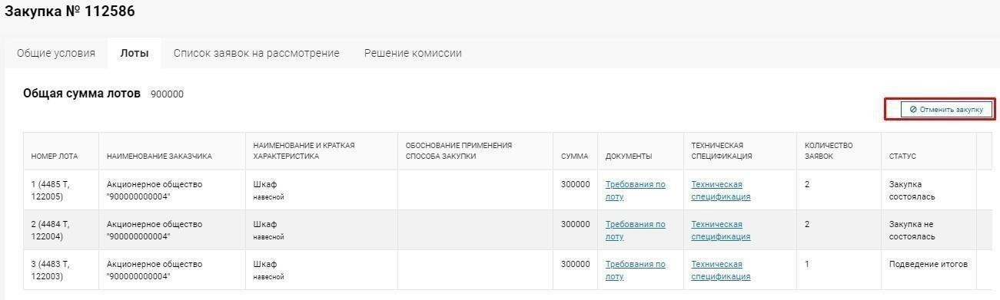 Закупка № 112586
Общие условия Лоты Список заявок на рассмотрение Решение комиссии
Общая сумма лотов 900000
Отменить закупку
НОМЕР ЛОТА НАИМЕНОВАНИЕ ЗАКАЗЧИКА НАИМЕНОВАНИЕ И КРАТКАЯ ХАРАКТЕРИСТИКА ОБОСНОВАНИЕ ПРИМЕНЕНИЯ СПОСОБА ЗАКУПКИ СУММА ДОКУМЕНТЫ ТЕХНИЧЕСКАЯ СПЕЦИФИКАЦИЯ КОЛИЧЕСТВО ЗАЯВОК СТАТУС
1 (4485 Т, Акционерное общество Шкаф 300000 Требования по Техническая 2 Закупка
122005) "900000000004" навесной лоту спецификация состоялась
2 (4484 Т, Акционерное общество Шкаф 300000 Требования по Техническая 2 Закупка не
122004) "900000000004" навесной лоту спецификация состоялась
3 (4483 Т, Акционерное общество Шкаф 300000 Требования по Техническая 1 Подведение итогов
122003) "900000000004" навесной лоту спецификация